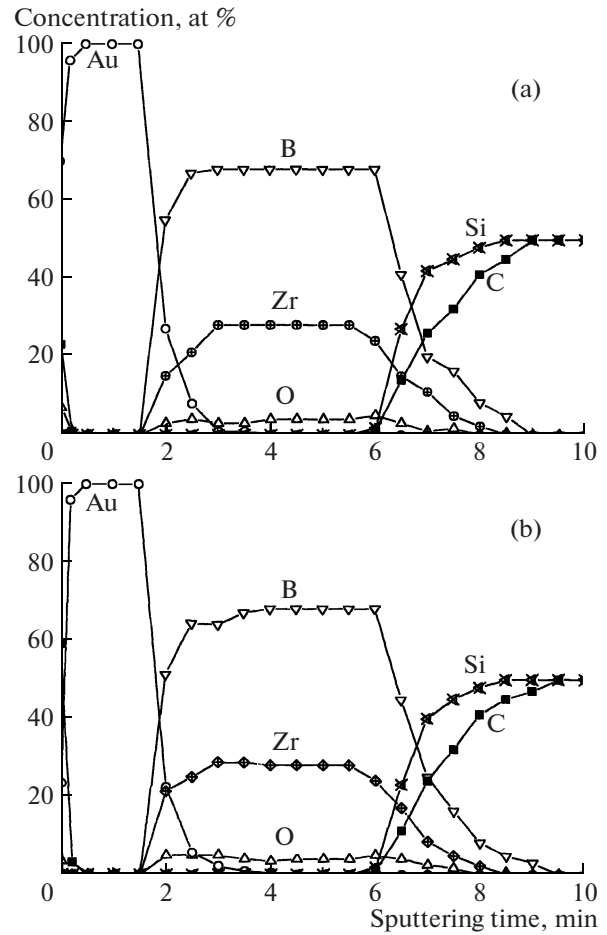 Concentration, at %
100
Au
(a)
80
B
60
Si
40
C
Zr
20
O
0 2 4 6 8 10
100
Au
(b)
80
B
60
Si
40
C
Zr
20
O
0 2 4 6 8 10
Sputtering time, min